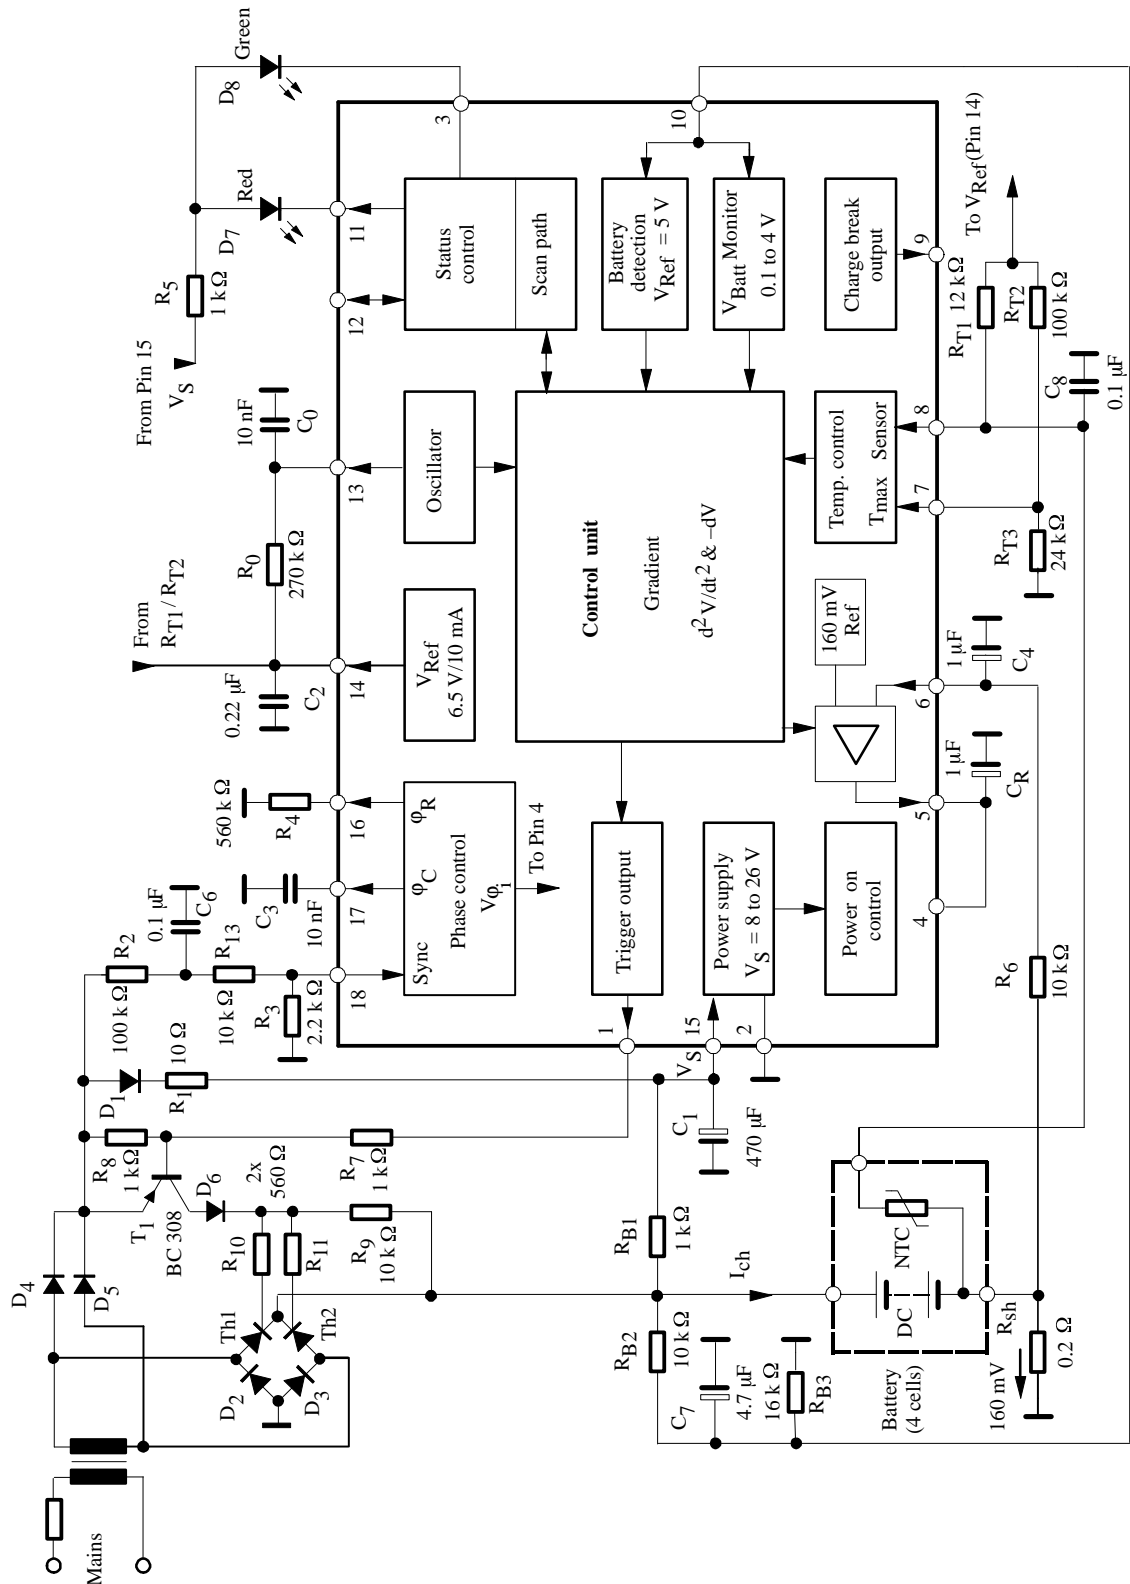 Mains
D4
D5
T1
BC 308
R8
1 kΩ
D6
D1
R1
10 Ω
R2
100 kΩ
0.1 µF
C6
R13
10 kΩ
R3
2.2 kΩ
C3
10 nF
560 kΩ
R4
0.22 µF
C2
From
RT1/ RT2
R0
270 kΩ
10 nF
C0
From Pin 15
VS
R5
1 kΩ
D7
Red
D8
Green
Th1
Th2
D2
D3
R10
R11
2x
560 Ω
R9
10 kΩ
R7
1 kΩ
18
17
16
14
13
12
11
3
Sync
φC
φR
Phase control
Vφi
To Pin 4
VRef
6.5 V/10 mA
Oscillator
Status
control
Scan path
Control unit
Gradient
d2V/dt2 & –dV
Trigger output
1
Power supply
VS = 8 to 26 V
VS
15
2
Power on
control
160 mV
Ref
Temp. control
Tmax Sensor
Battery
detection
VRef = 5 V
VBatt Monitor
0.1 to 4 V
10
Charge break
output
4
5
6
7
8
9
C1
470 µF
RB1
1 kΩ
RB2
10 kΩ
C7
4.7 µF
16 kΩ
RB3
Ich
DC
NTC
Battery
(4 cells)
Rsh
0.2 Ω
160 mV
R6
10 kΩ
1 µF
CR
1 µF
C4
RT3
24 kΩ
RT1
12 kΩ
RT2
100 kΩ
C8
0.1 µF
To VRef (Pin 14)